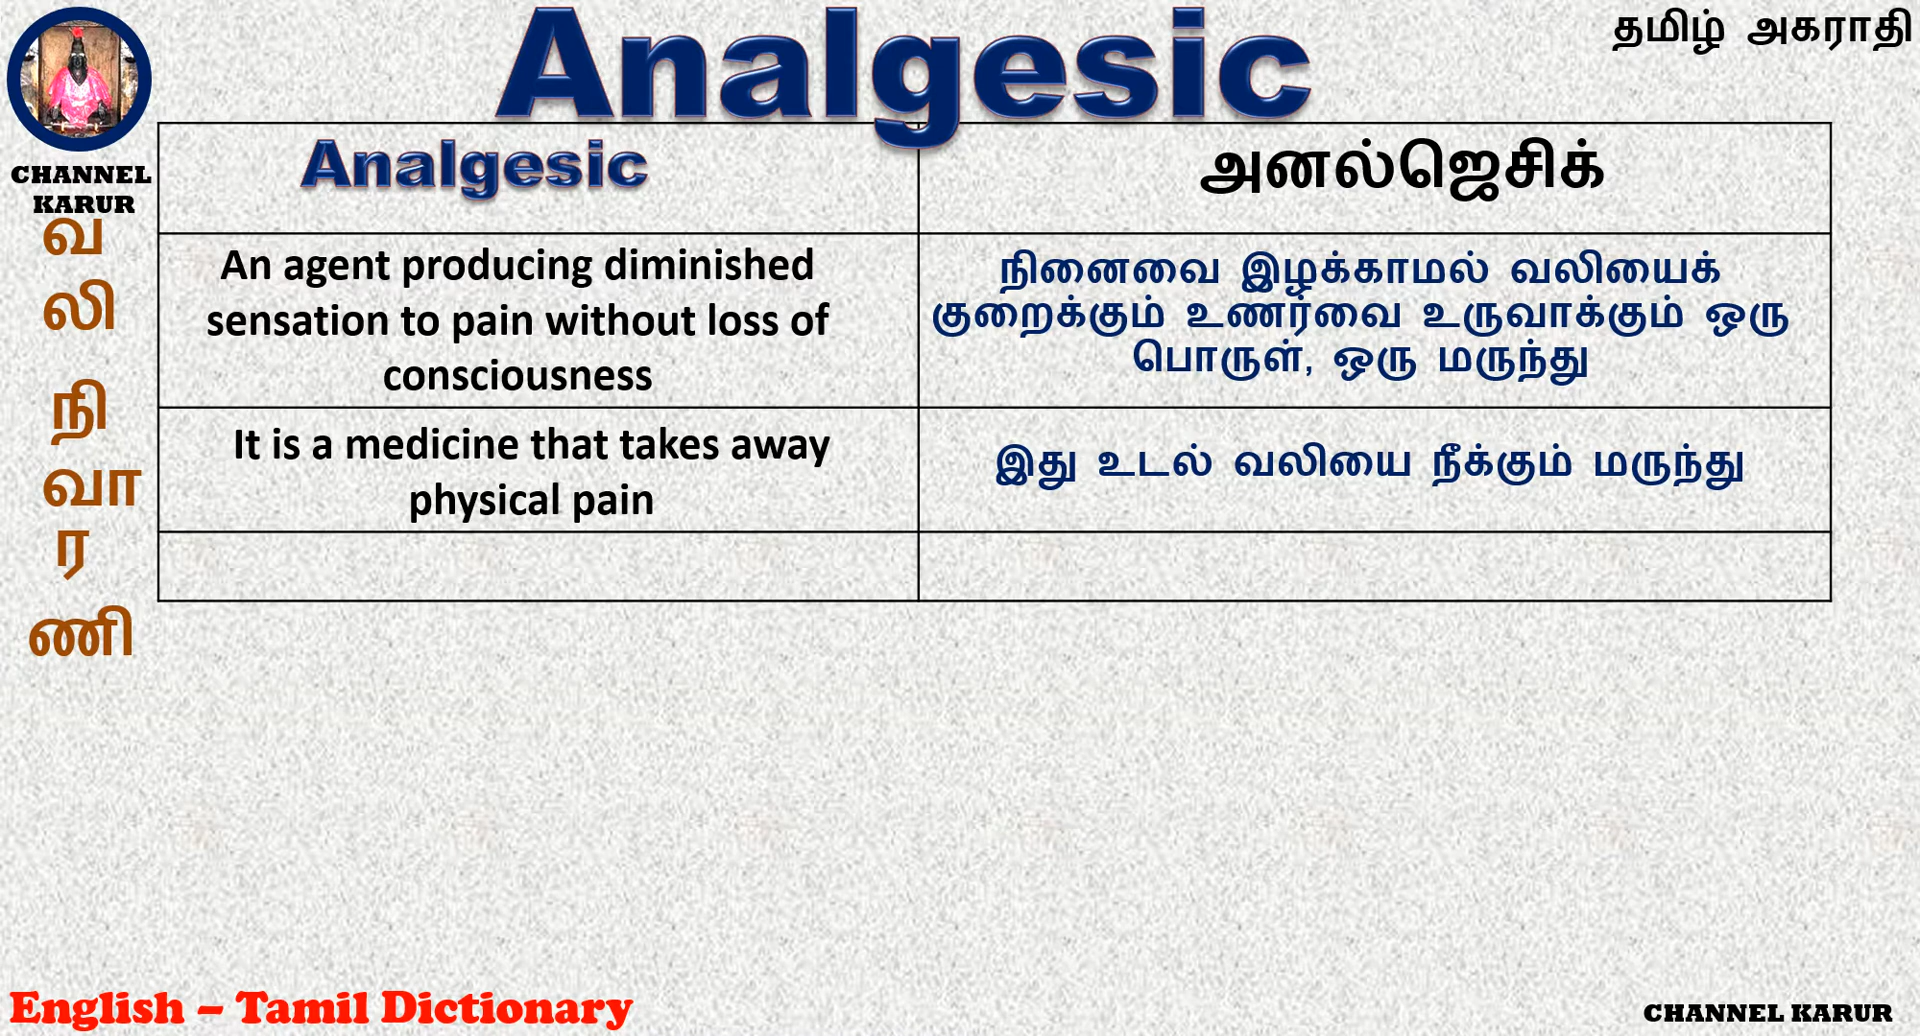 Analgesic
தமிழ் அகராதி
CHANNEL
KARUR
வ
லி
நி
வா
ர
ணி
Analgesic
அனல்ஜெசிக்
An agent producing diminished
sensation to pain without loss of
consciousness
நினைவை இழக்காமல் வலியைக்
குறைக்கும் உணர்வை உருவாக்கும் ஒரு
பொருள், ஒரு மருந்து
It is a medicine that takes away
physical pain
இது உடல் வலியை நீக்கும் மருந்து
English – Tamil Dictionary
CHANNEL KARUR